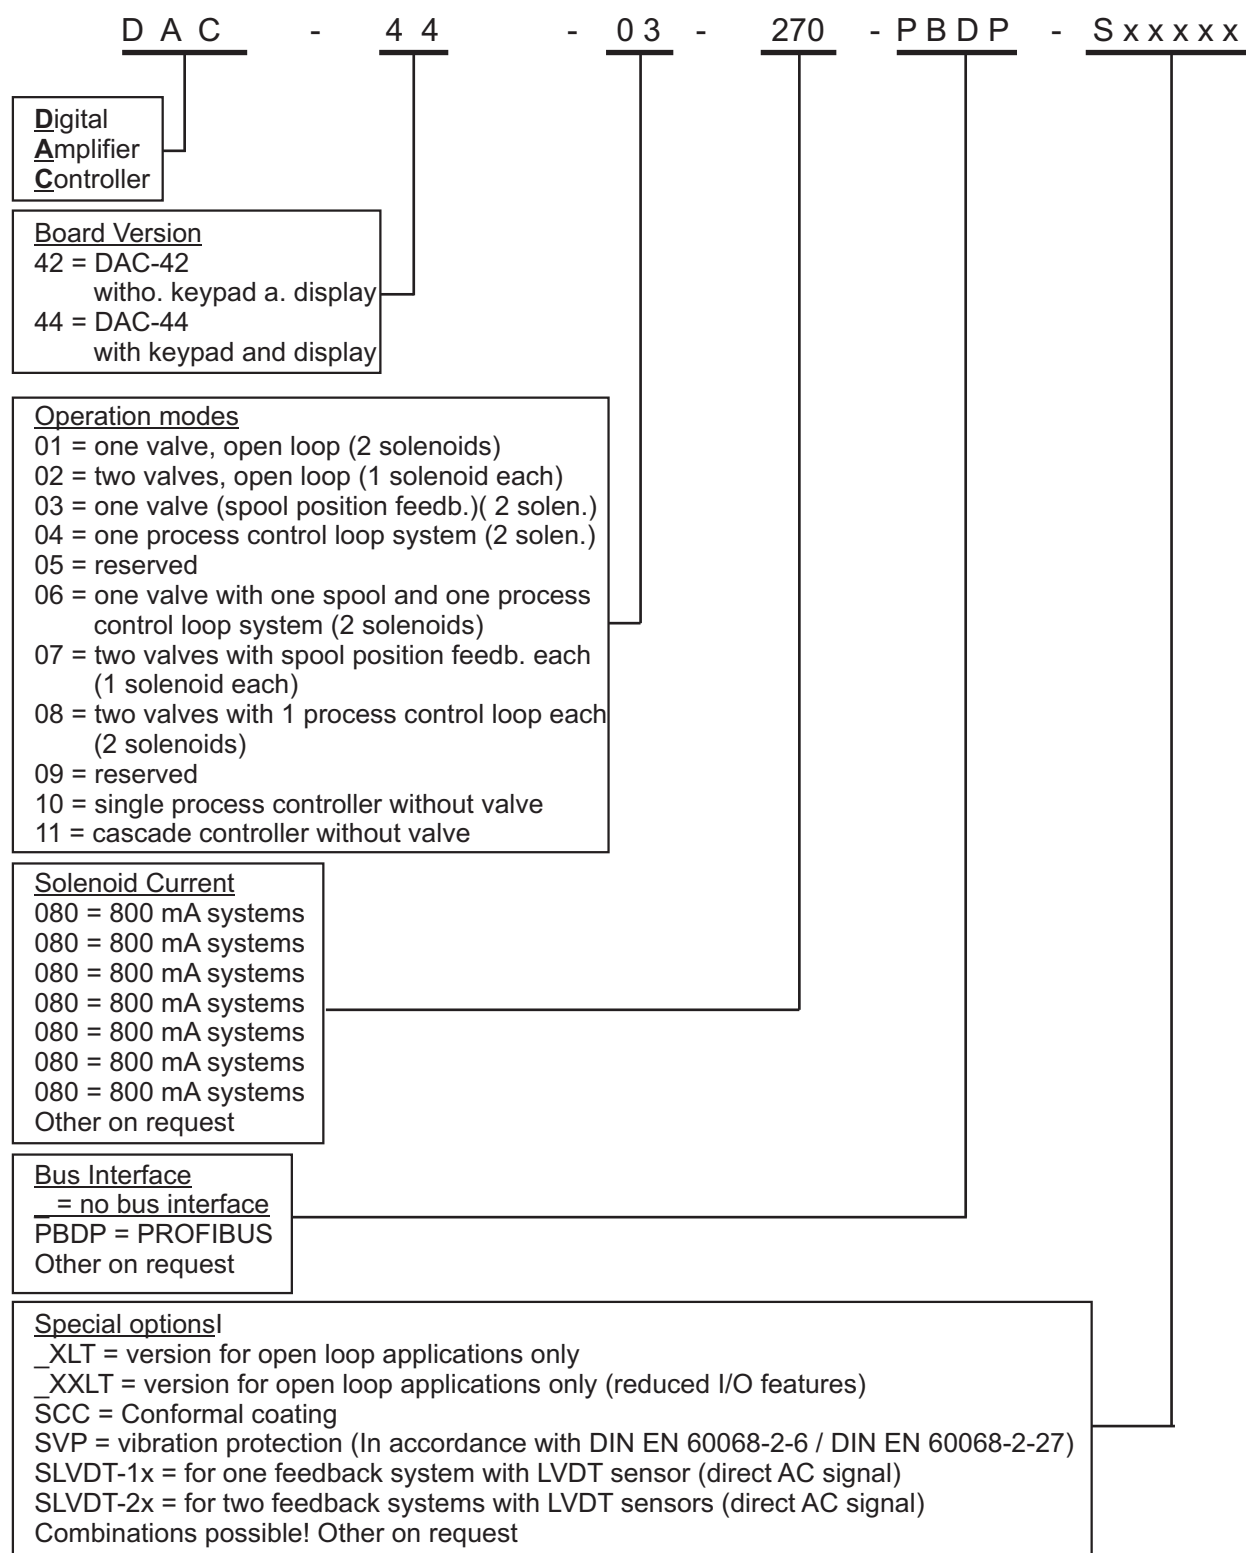 D A C - 4 4 - 0 3 - 270 - P B D P - S x x x x x
Digital
Amplifier
Controller
Board Version
42 = DAC-42
witho. keypad a. display
44 = DAC-44
with keypad and display
Operation modes
01 = one valve, open loop (2 solenoids)
02 = two valves, open loop (1 solenoid each)
03 = one valve (spool position feedb.)( 2 solen.)
04 = one process control loop system (2 solen.)
05 = reserved
06 = one valve with one spool and one process
control loop system (2 solenoids)
07 = two valves with spool position feedb. each
(1 solenoid each)
08 = two valves with 1 process control loop each
(2 solenoids)
09 = reserved
10 = single process controller without valve
11 = cascade controller without valve
Solenoid Current
080 = 800 mA systems
080 = 800 mA systems
080 = 800 mA systems
080 = 800 mA systems
080 = 800 mA systems
080 = 800 mA systems
080 = 800 mA systems
Other on request
Bus Interface
_ = no bus interface
PBDP = PROFIBUS
Other on request
Special optionsI
_XLT = version for open loop applications only
_XXLT = version for open loop applications only (reduced I/O features)
SCC = Conformal coating
SVP = vibration protection (In accordance with DIN EN 60068-2-6 / DIN EN 60068-2-27)
SLVDT-1x = for one feedback system with LVDT sensor (direct AC signal)
SLVDT-2x = for two feedback systems with LVDT sensors (direct AC signal)
Combinations possible! Other on request